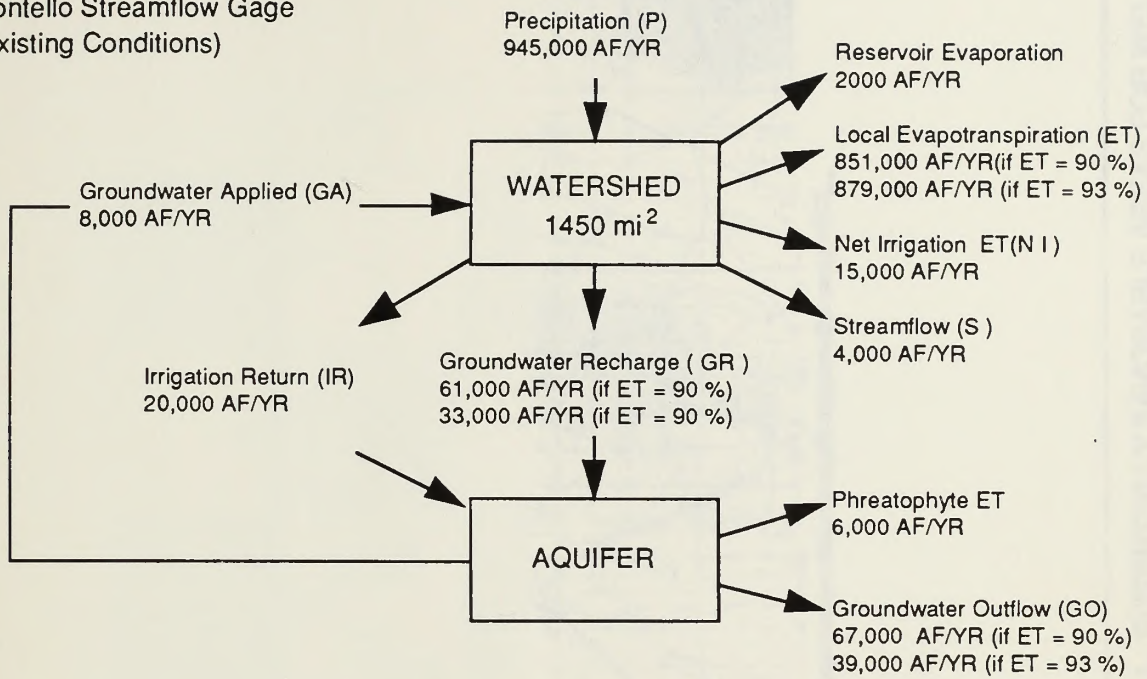 ontello Streamflow Gage
xisting Conditions)
Precipitation (P)
945,000 AF/YR
Reservoir Evaporation
2000 AF/YR
Local Evapotranspiration (ET)
851,000 AF/YR(if ET = 90 %)
879,000 AF/YR (if ET = 93 %)
WATERSHED
1450 mi²
Groundwater Applied (GA)
8,000 AF/YR
Net Irrigation ET(N I )
15,000 AF/YR
Streamflow (S )
4,000 AF/YR
Irrigation Return (IR)
20,000 AF/YR
Groundwater Recharge ( GR )
61,000 AF/YR (if ET = 90 %)
33,000 AF/YR (if ET = 90 %)
AQUIFER
Phreatophyte ET
6,000 AF/YR
Groundwater Outflow (GO)
67,000 AF/YR (if ET = 90 %)
39,000 AF/YR (if ET = 93 %)